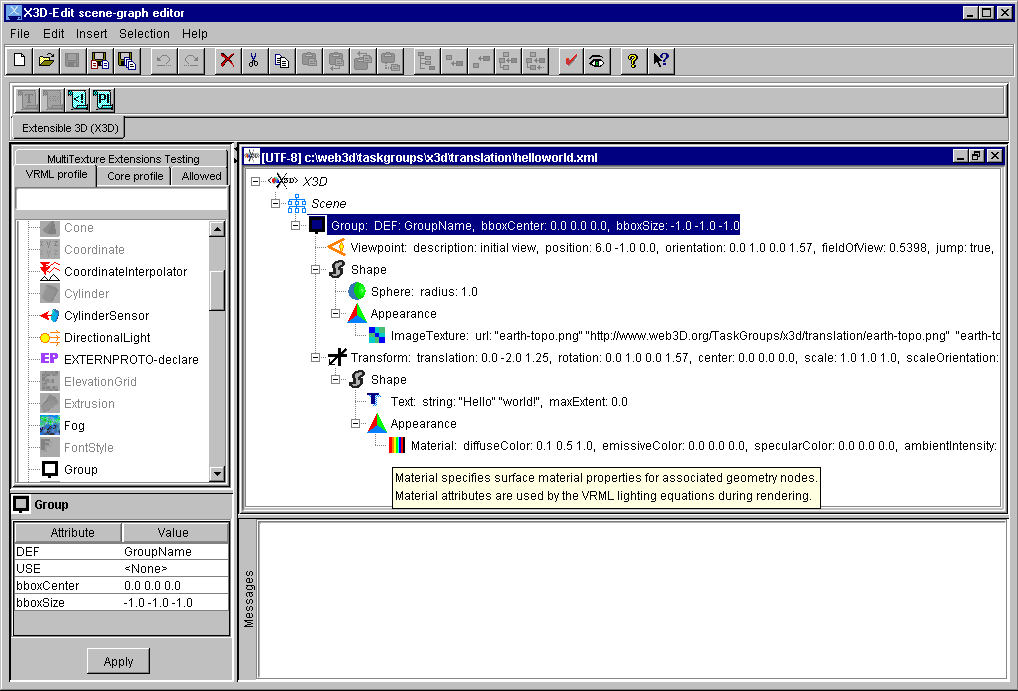 X3D-Edit scene-graph editor
File Edit Insert Selection Help
Extensible 3D (X3D)
MultiTexture Extensions Testing
VRML profile Core profile Allowed
Cone
Coordinate
CoordinateInterpolator
Cylinder
CylinderSensor
DirectionalLight
EP EXTERNPROTO-declare
ElevationGrid
Extrusion
Fog
FontStyle
Group
Group
Attribute Value
DEF GroupName
USE <None>
bboxCenter 0.0 0.0 0.0
bboxSize -1.0 -1.0 -1.0
Apply
[UTF-8] c:\web3d\taskgroups\x3d\translation\helloworld.xml
X3D
Scene
Group: DEF: GroupName, bboxCenter: 0.0 0.0 0.0, bboxSize: -1.0 -1.0 -1.0
Viewpoint: description: initial view, position: 6.0 -1.0 0.0, orientation: 0.0 1.0 0.0 1.57, fieldOfView: 0.5398, jump: true,
Shape
Sphere: radius: 1.0
Appearance
ImageTexture: url: "earth-topo.png" "http://www.web3D.org/TaskGroups/x3d/translation/earth-topo.png" "earth-to
Transform: translation: 0.0 -2.0 1.25, rotation: 0.0 1.0 0.0 1.57, center: 0.0 0.0 0.0, scale: 1.0 1.0 1.0, scaleOrientation:
Shape
Text: string: "Hello" "world!", maxExtent: 0.0
Appearance
Material: diffuseColor: 0.1 0.5 1.0, emissiveColor: 0.0 0.0 0.0, specularColor: 0.0 0.0 0.0, ambientIntensity:
Material specifies surface material properties for associated geometry nodes.
Material attributes are used by the VRML lighting equations during rendering.
Messages